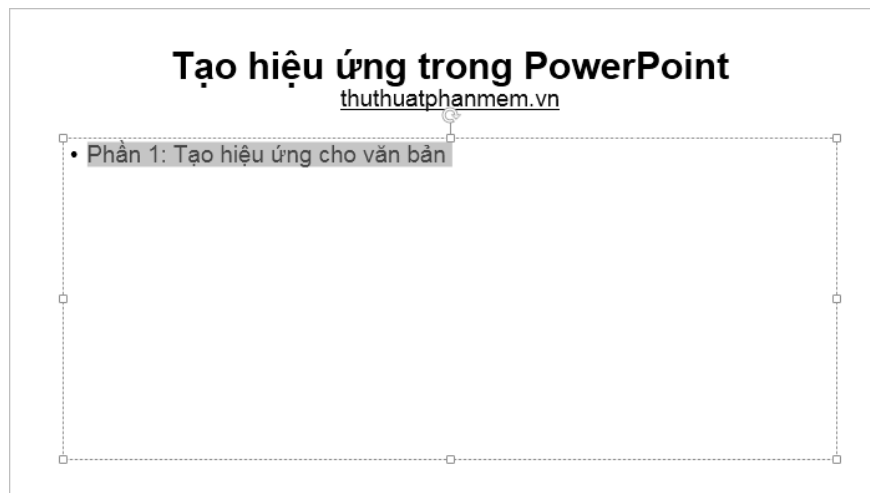 Tạo hiệu ứng trong PowerPoint
thuthuatphanmem.vn
• Phần 1: Tạo hiệu ứng cho văn bản